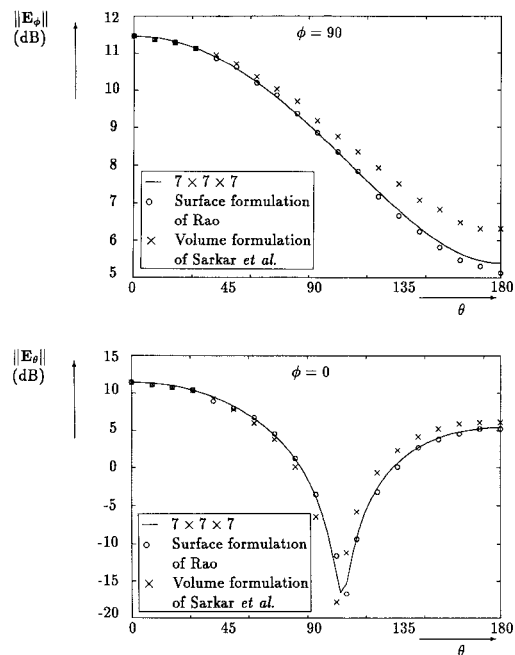 ‖E_ϕ‖
(dB)
12
11
10
9
8
7
6
5
ϕ = 90
7 × 7 × 7
Surface formulation
of Rao
Volume formulation
of Sarkar et al.
0 45 90 135 180
θ
‖E_θ‖
(dB)
15
10
5
0
-5
-10
-15
-20
ϕ = 0
7 × 7 × 7
Surface formulation
of Rao
Volume formulation
of Sarkar et al.
0 45 90 135 180
θ